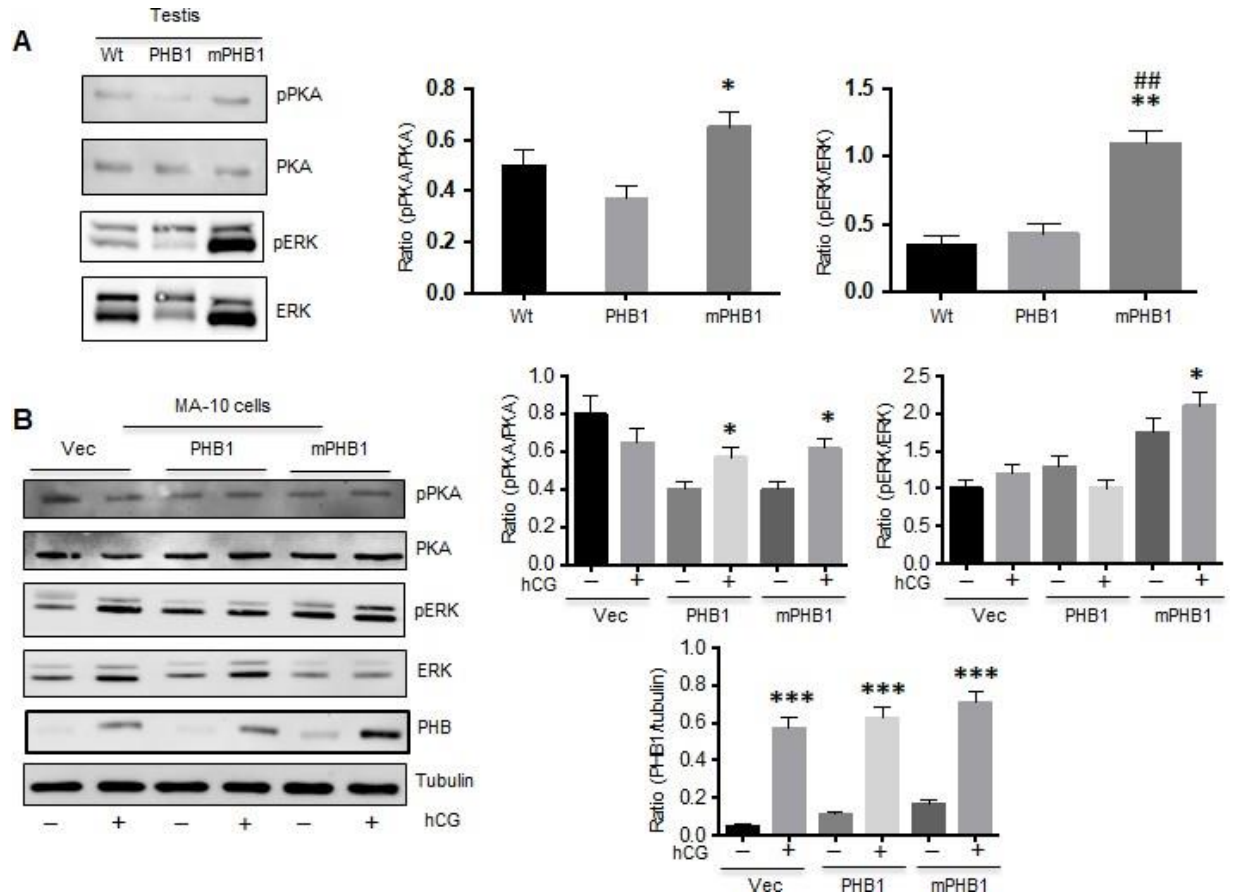 A
Testis
Wt PHB1 mPHB1
pPKA
PKA
pERK
ERK
Ratio (pPKA/PKA)
0.8
0.6
0.4
0.2
0.0
*
Wt PHB1 mPHB1
Ratio (pERK/ERK)
1.5
1.0
0.5
0.0
##
**
Wt PHB1 mPHB1
B
MA-10 cells
Vec PHB1 mPHB1
pPKA
PKA
pERK
ERK
PHB
Tubulin
– + – + – + hCG
Ratio (pPKA/PKA)
1.0
0.8
0.6
0.4
0.2
0.0
* *
hCG – + – + – +
Vec PHB1 mPHB1
Ratio (pERK/ERK)
2.5
2.0
1.5
1.0
0.5
0.0
*
hCG – + – + – +
Vec PHB1 mPHB1
Ratio (PHB1/tubulin)
1.0
0.8
0.6
0.4
0.2
0.0
*** *** ***
hCG – + – + – +
Vec PHB1 mPHB1